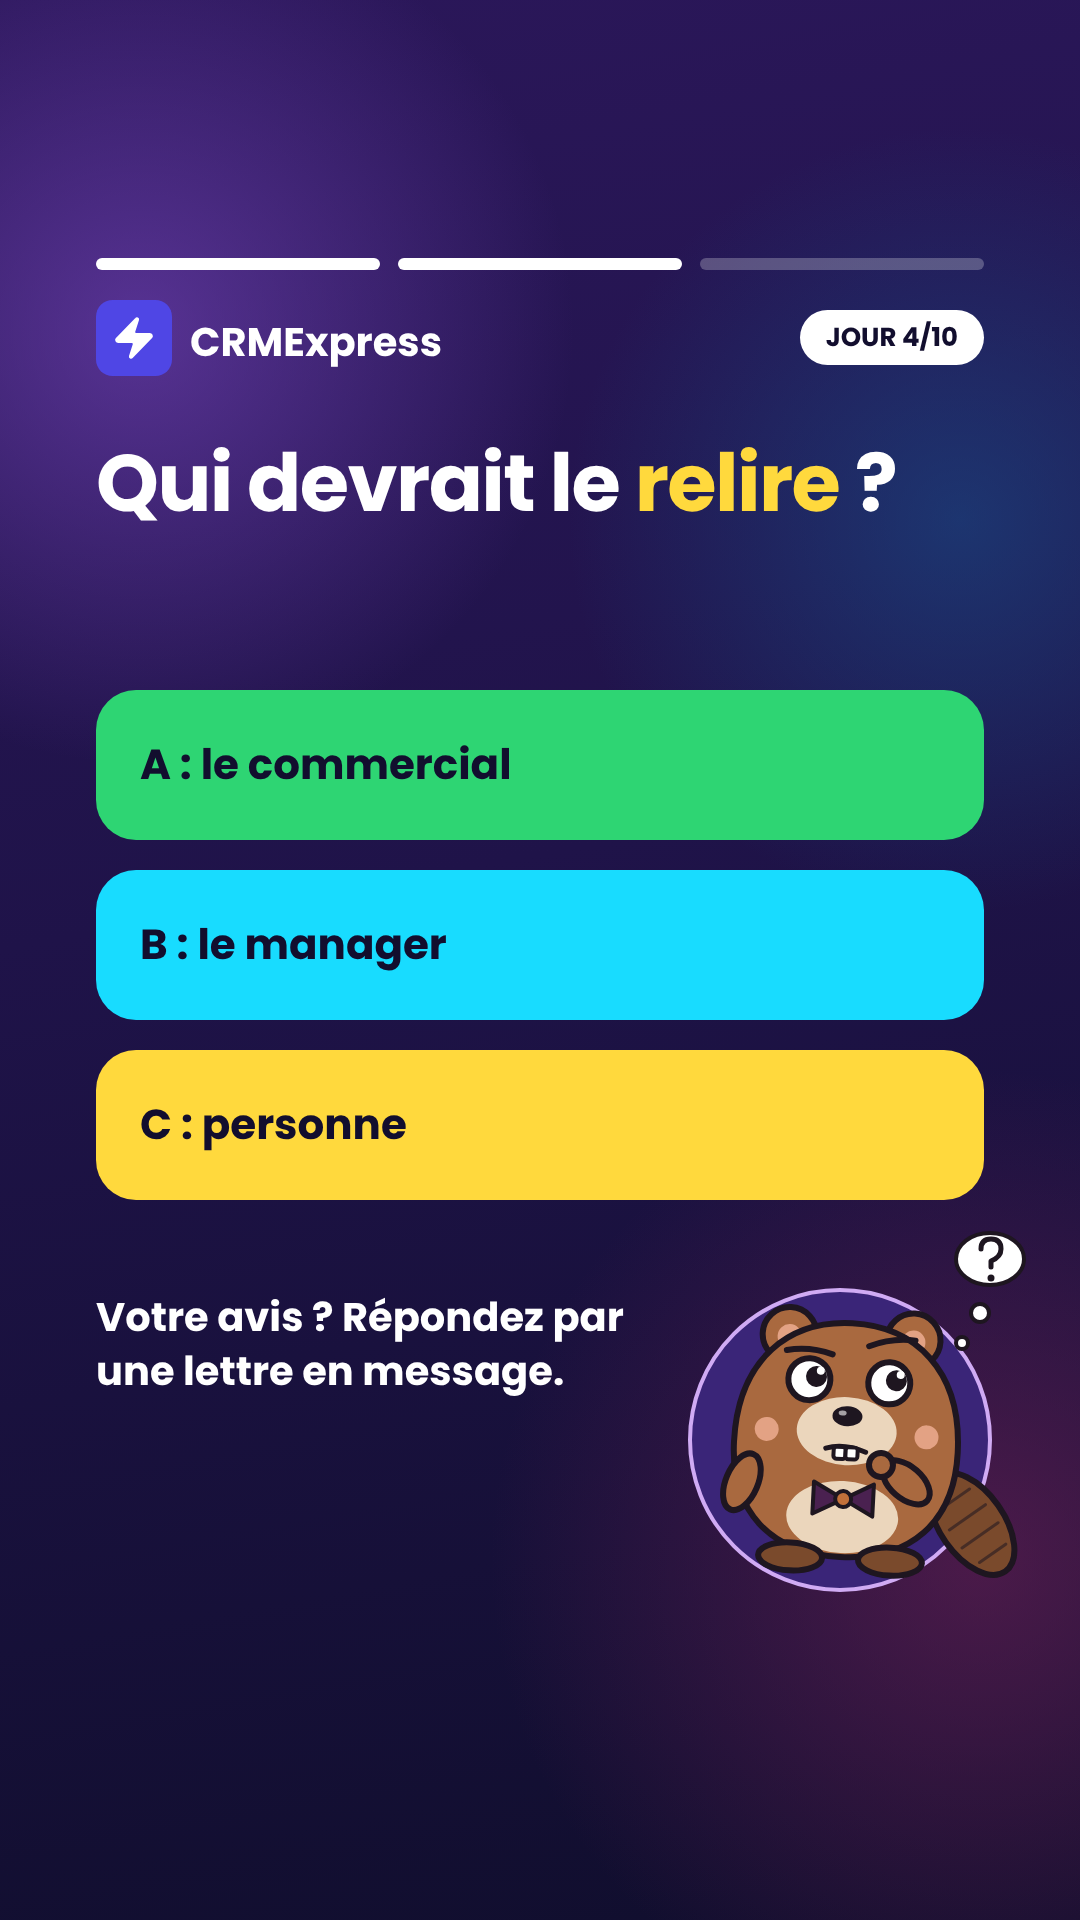 CRMExpress
JOUR 4/10
Qui devrait le relire ?
A : le commercial
B : le manager
C : personne
?
Votre avis ? Répondez par
une lettre en message.